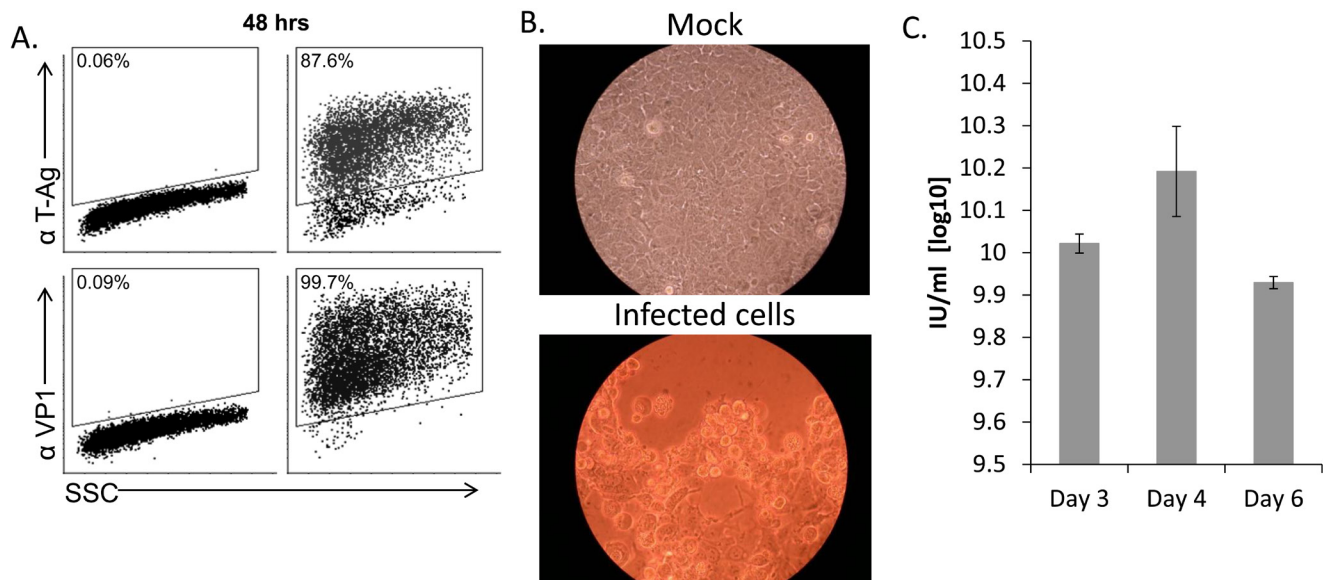 A.
48 hrs
0.06%
87.6%
α T-Ag
0.09%
99.7%
α VP1
SSC
B.
Mock
Infected cells
C.
IU/ml [log10]
10.5
10.4
10.3
10.2
10.1
10
9.9
9.8
9.7
9.6
9.5
Day 3
Day 4
Day 6